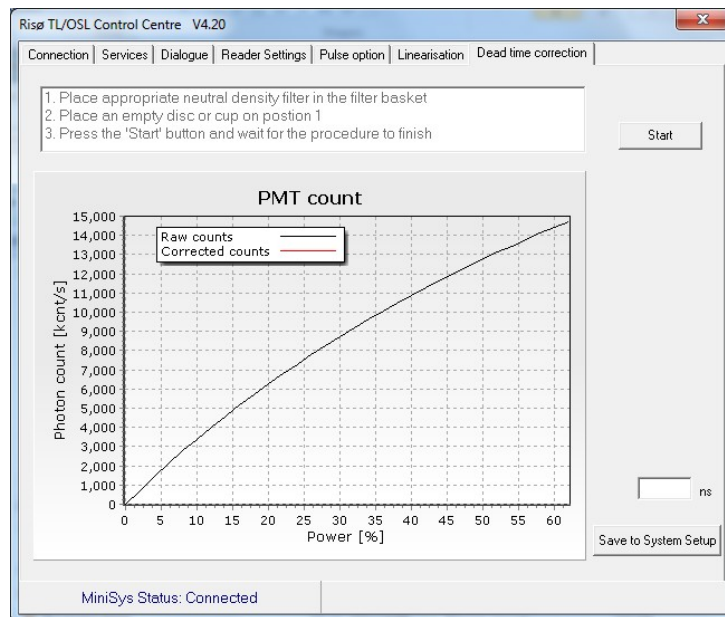 Risø TL/OSL Control Centre V4.20
Connection Services Dialogue Reader Settings Pulse option Linearisation Dead time correction
1. Place appropriate neutral density filter in the filter basket
2. Place an empty disc or cup on postion 1
3. Press the 'Start' button and wait for the procedure to finish
Start
PMT count
15,000
14,000
13,000
12,000
11,000
10,000
9,000
8,000
7,000
6,000
5,000
4,000
3,000
2,000
1,000
0
Photon count [kcnt/s]
Raw counts
Corrected counts
0 5 10 15 20 25 30 35 40 45 50 55 60
Power [%]
ns
Save to System Setup
MiniSys Status: Connected